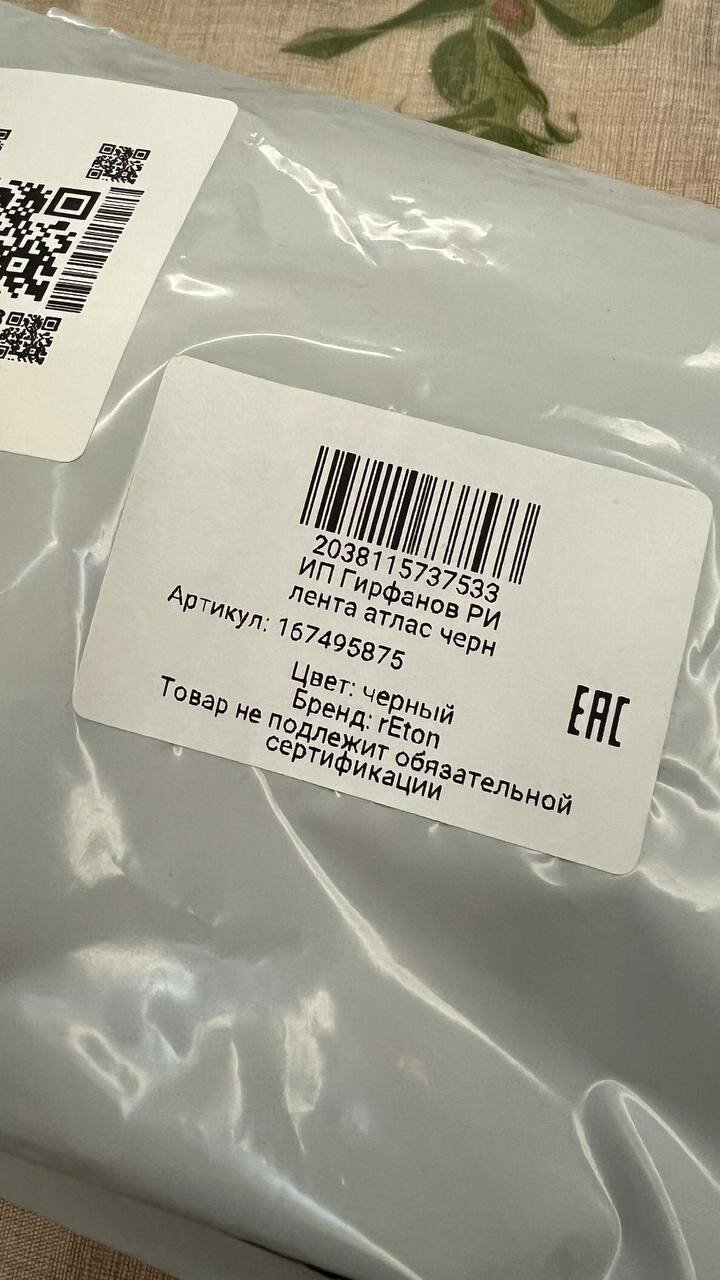 2038115737533
ИП Гирфанов РИ
лента атлас черн
Артикул: 167495875
Цвет: черный
Бренд: rEton
Товар не подлежит обязательной
сертификации
EAC